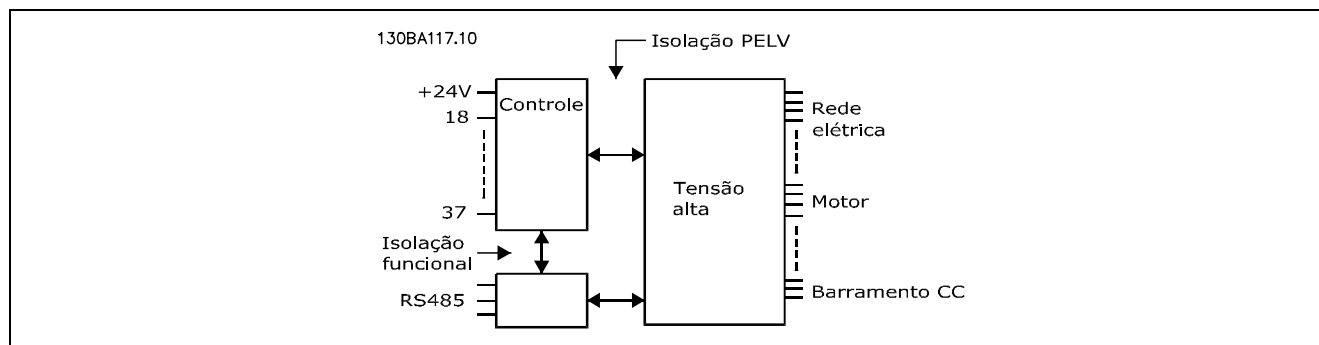 130BA117.10
Isolação PELV
+24V
Controle
18
37
Rede
elétrica
Tensão
alta
Motor
Isolação
funcional
RS485
Barramento CC